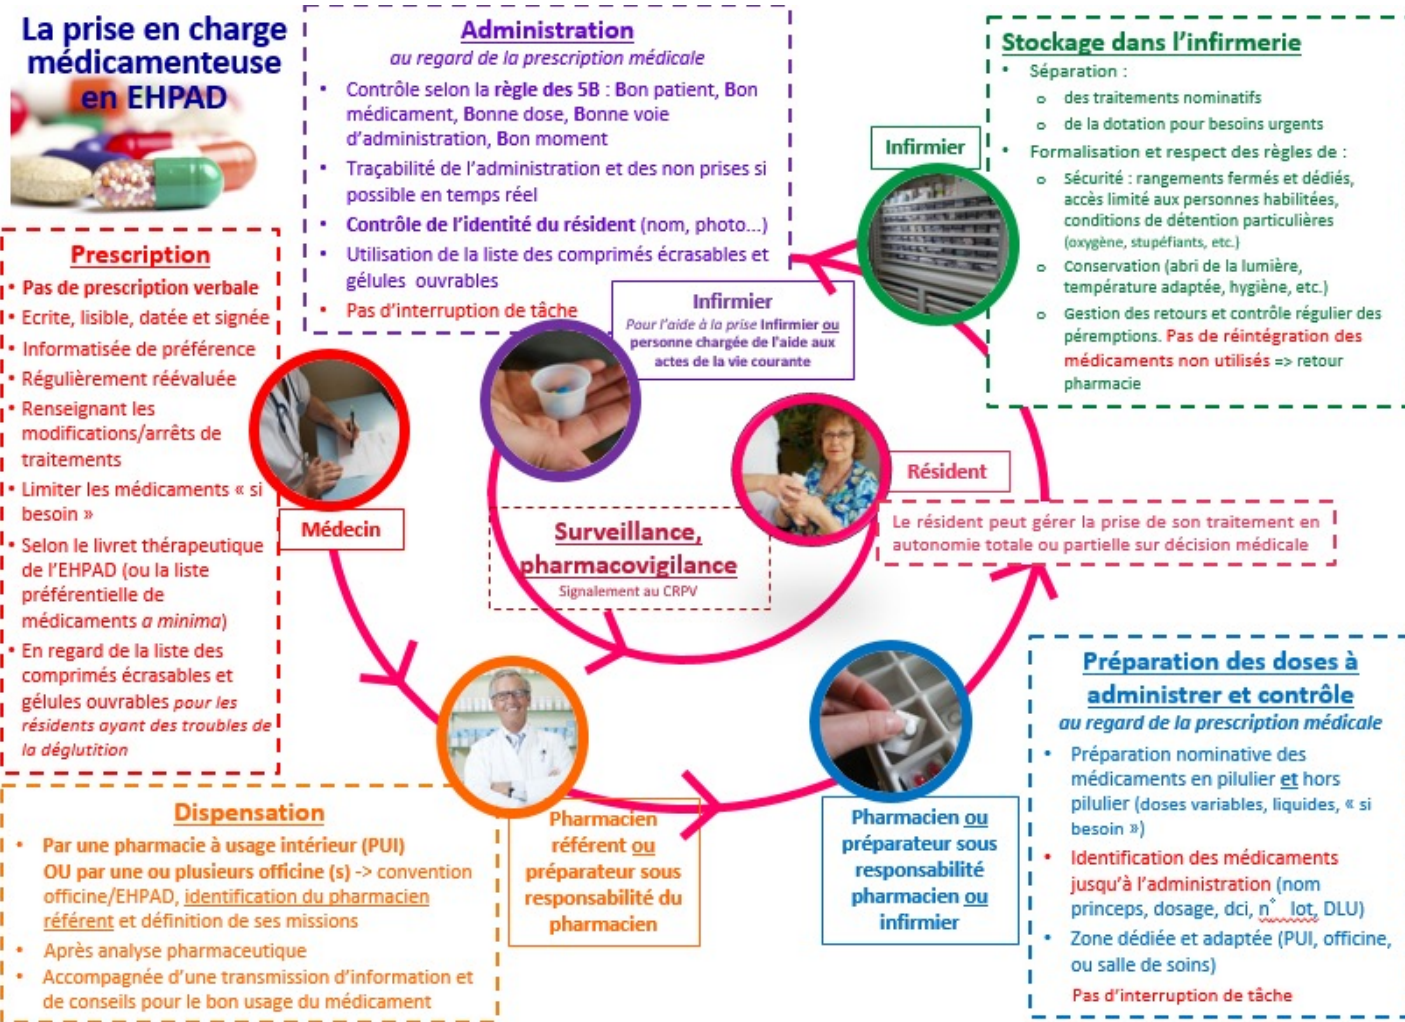 La prise en charge
médicamenteuse
en EHPAD
Administration
au regard de la prescription médicale
• Contrôle selon la règle des 5B : Bon patient, Bon
médicament, Bonne dose, Bonne voie
d'administration, Bon moment
• Traçabilité de l'administration et des non prises si
possible en temps réel
• Contrôle de l'identité du résident (nom, photo...)
• Utilisation de la liste des comprimés écrasables et
gélules ouvrables
• Pas d'interruption de tâche
Infirmier
Pour l'aide à la prise Infirmier ou
personne chargée de l'aide aux
actes de la vie courante
Infirmier
Stockage dans l'infirmerie
• Séparation :
o des traitements nominatifs
o de la dotation pour besoins urgents
• Formalisation et respect des règles de :
o Sécurité : rangements fermés et dédiés,
accès limité aux personnes habilitées,
conditions de détention particulières
(oxygène, stupéfiants, etc.)
o Conservation (abri de la lumière,
température adaptée, hygiène, etc.)
o Gestion des retours et contrôle régulier des
péremptions. Pas de réintégration des
médicaments non utilisés => retour
pharmacie
Prescription
• Pas de prescription verbale
• Ecrite, lisible, datée et signée
• Informatisée de préférence
• Régulièrement réévaluée
• Renseignant les
modifications/arrêts de
traitements
• Limiter les médicaments « si
besoin »
• Selon le livret thérapeutique
de l'EHPAD (ou la liste
préférentielle de
médicaments a minima)
• En regard de la liste des
comprimés écrasables et
gélules ouvrables pour les
résidents ayant des troubles de
la déglutition
Médecin
Résident
Le résident peut gérer la prise de son traitement en
autonomie totale ou partielle sur décision médicale
Surveillance,
pharmacovigilance
Signalement au CRPV
Dispensation
• Par une pharmacie à usage intérieur (PUI)
OU par une ou plusieurs officine (s) -> convention
officine/EHPAD, identification du pharmacien
référent et définition de ses missions
• Après analyse pharmaceutique
• Accompagnée d'une transmission d'information et
de conseils pour le bon usage du médicament
Pharmacien
référent ou
préparateur sous
responsabilité du
pharmacien
Pharmacien ou
préparateur sous
responsabilité
pharmacien ou
infirmier
Préparation des doses à
administrer et contrôle
au regard de la prescription médicale
• Préparation nominative des
médicaments en pilulier et hors
pilulier (doses variables, liquides, « si
besoin »)
• Identification des médicaments
jusqu'à l'administration (nom
princeps, dosage, dci, n° lot, DLU)
• Zone dédiée et adaptée (PUI, officine,
ou salle de soins)
Pas d'interruption de tâche